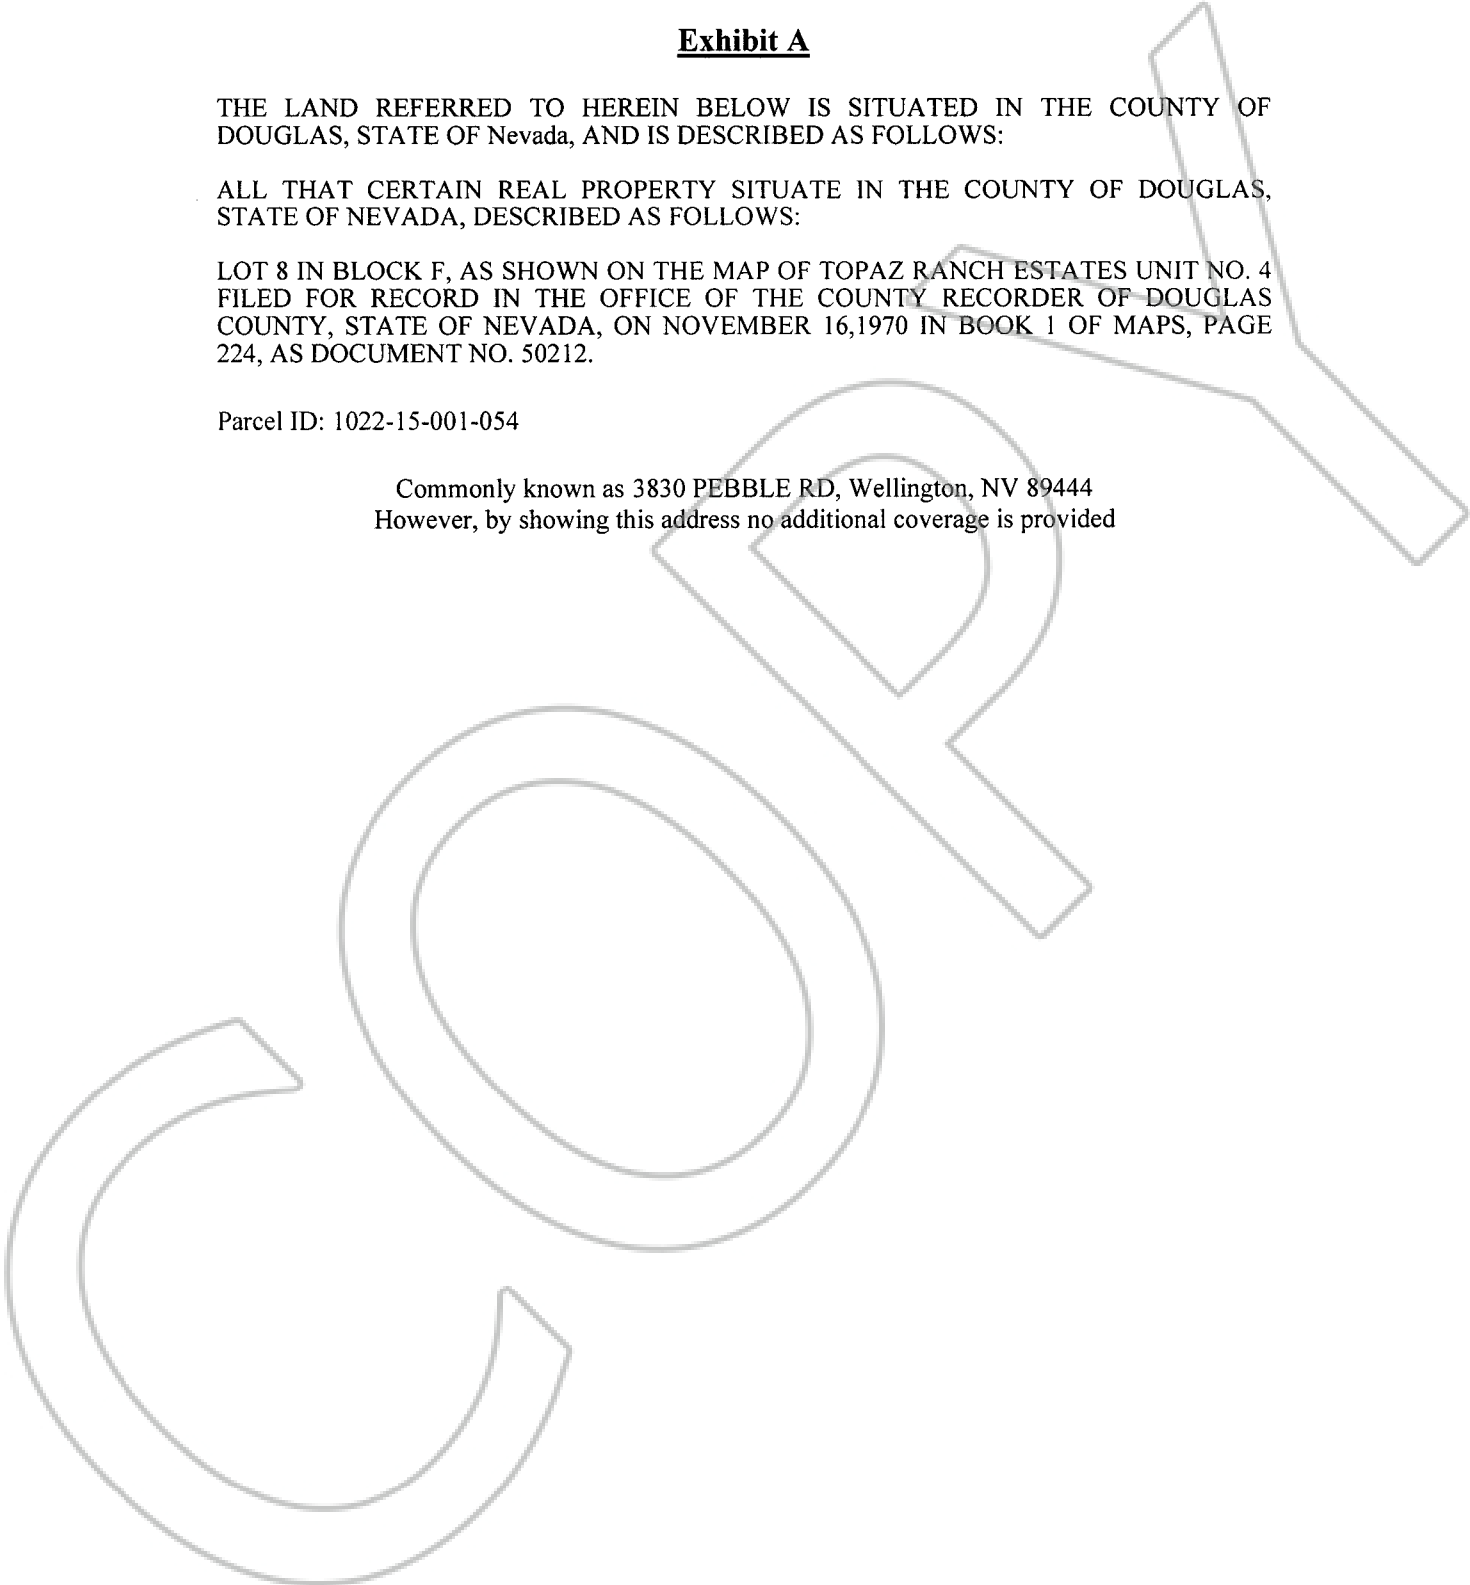 Exhibit A
THE LAND REFERRED TO HEREIN BELOW IS SITUATED IN THE COUNTY OF
DOUGLAS, STATE OF Nevada, AND IS DESCRIBED AS FOLLOWS:
ALL THAT CERTAIN REAL PROPERTY SITUATE IN THE COUNTY OF DOUGLAS,
STATE OF NEVADA, DESCRIBED AS FOLLOWS:
LOT 8 IN BLOCK F, AS SHOWN ON THE MAP OF TOPAZ RANCH ESTATES UNIT NO. 4
FILED FOR RECORD IN THE OFFICE OF THE COUNTY RECORDER OF DOUGLAS
COUNTY, STATE OF NEVADA, ON NOVEMBER 16,1970 IN BOOK 1 OF MAPS, PAGE
224, AS DOCUMENT NO. 50212.
Parcel ID: 1022-15-001-054
Commonly known as 3830 PEBBLE RD, Wellington, NV 89444
However, by showing this address no additional coverage is provided
COPY